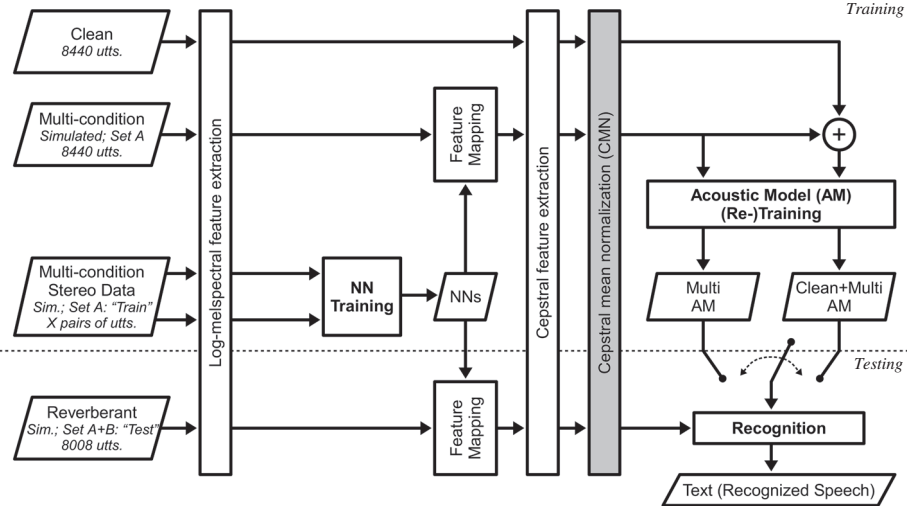 Training
Clean
8440 utts.
Multi-condition
Simulated; Set A
8440 utts.
Multi-condition
Stereo Data
Sim.; Set A: “Train”
X pairs of utts.
Reverberant
Sim.; Set A+B: “Test”
8008 utts.
Log-melspectral feature extraction
NN
Training
NNs
Feature
Mapping
Feature
Mapping
Cepstral feature extraction
Cepstral mean normalization (CMN)
+
Acoustic Model (AM)
(Re-)Training
Multi
AM
Clean+Multi
AM
Testing
Recognition
Text (Recognized Speech)